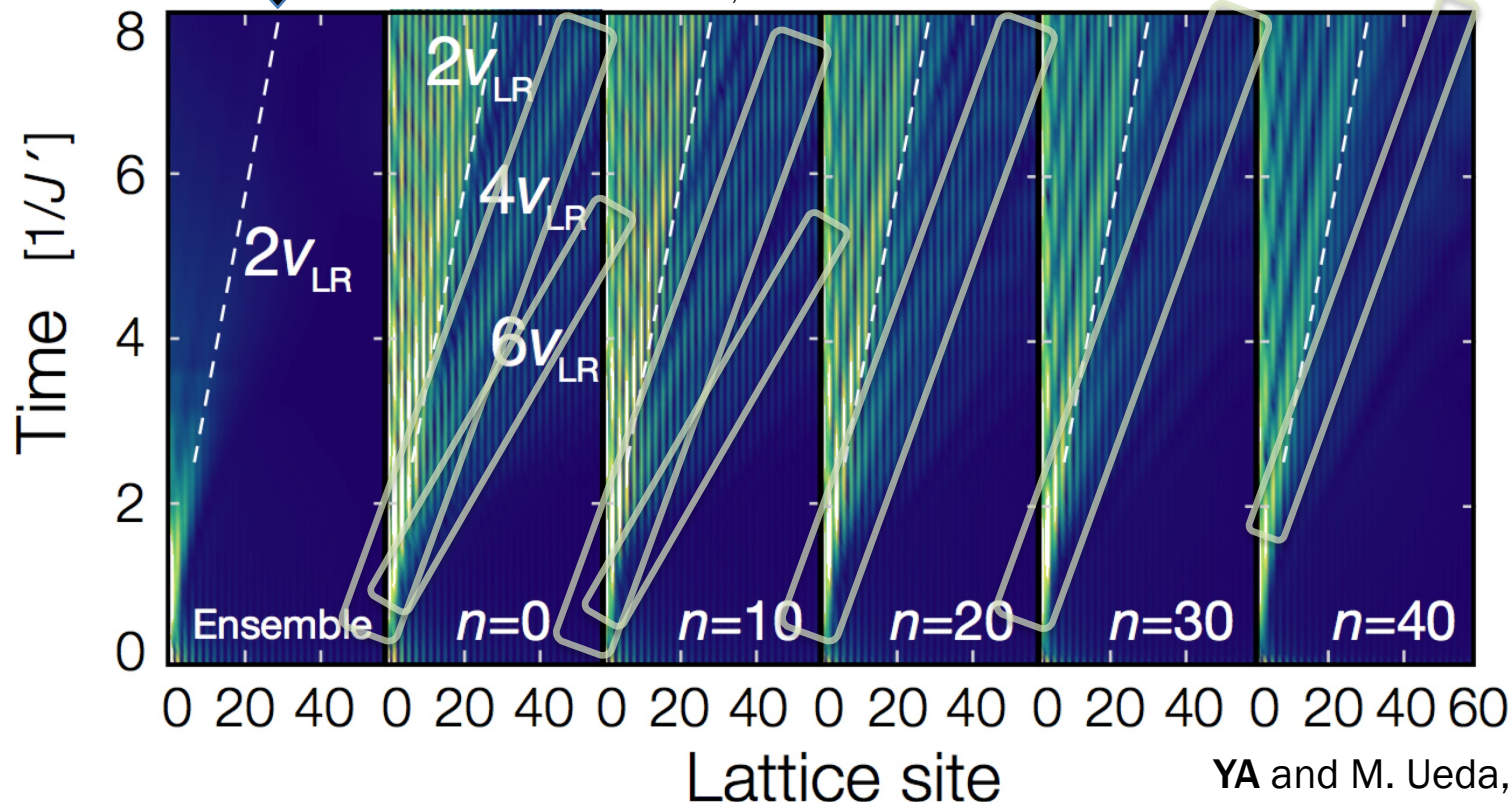 8
6
4
2
0
Time [1/J′]
2vLR
2vLR
4vLR
6vLR
Ensemble
n=0
n=10
n=20
n=30
n=40
0 20 40 0 20 40 0 20 40 0 20 40 0 20 40 0 20 40 60
Lattice site
YA and M. Ueda,